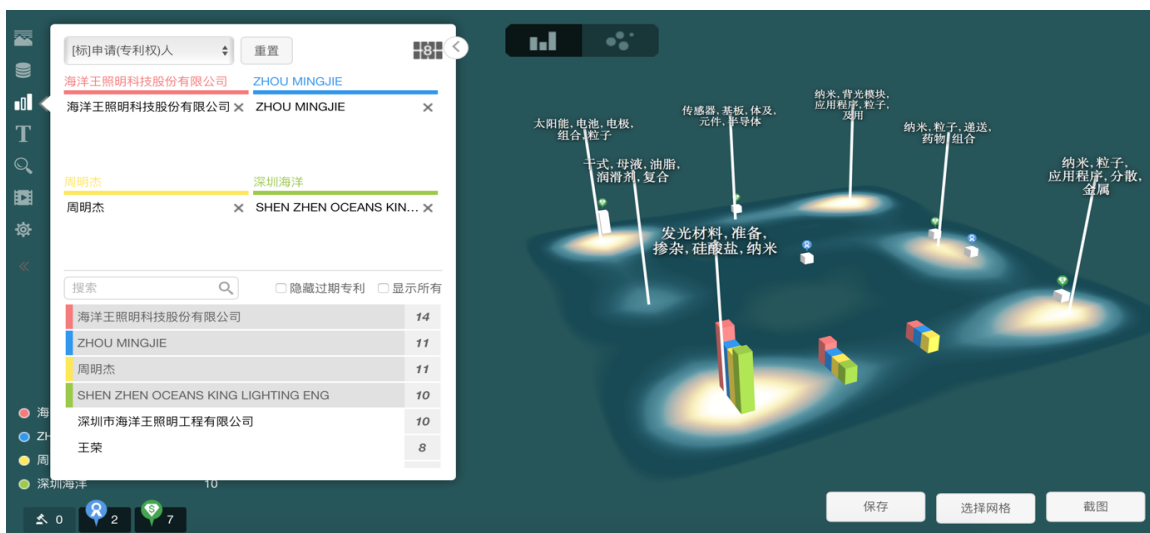 [标]申请(专利权)人
重置
8
海洋王照明科技股份有限公司
ZHOU MINGJIE
海洋王照明科技股份有限公司 ×
ZHOU MINGJIE ×
周明杰
深圳海洋
周明杰 ×
SHEN ZHEN OCEANS KIN... ×
搜索
隐藏过期专利
显示所有
海洋王照明科技股份有限公司 14
ZHOU MINGJIE 11
周明杰 11
SHEN ZHEN OCEANS KING LIGHTING ENG 10
深圳市海洋王照明工程有限公司 10
王荣 8
T
海
ZH
周
深圳海洋 10
0
2
7
太阳能,电池,电极,
组合,粒子
干式,母液,油脂,
润滑剂,复合
传感器,基板,体及,
元件,半导体
纳米,背光模块,
应用程序,粒子,
及用
纳米,粒子,递送,
药物,组合
纳米,粒子,
应用程序,分散,
金属
发光材料,准备,
掺杂,硅酸盐,纳米
保存
选择网格
截图